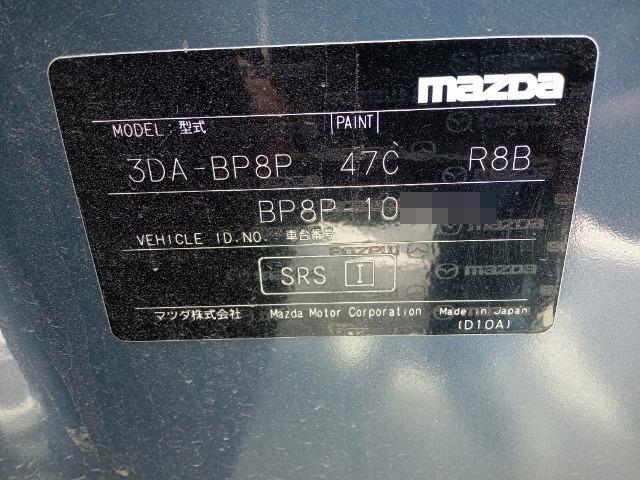 mazda
MODEL 型式 PAINT
3DA-BP8P 47C R8B
BP8P-10
VEHICLE ID.NO. 車台番号
SRS I
マツダ株式会社 Mazda Motor Corporation Made in Japan
(D10A)